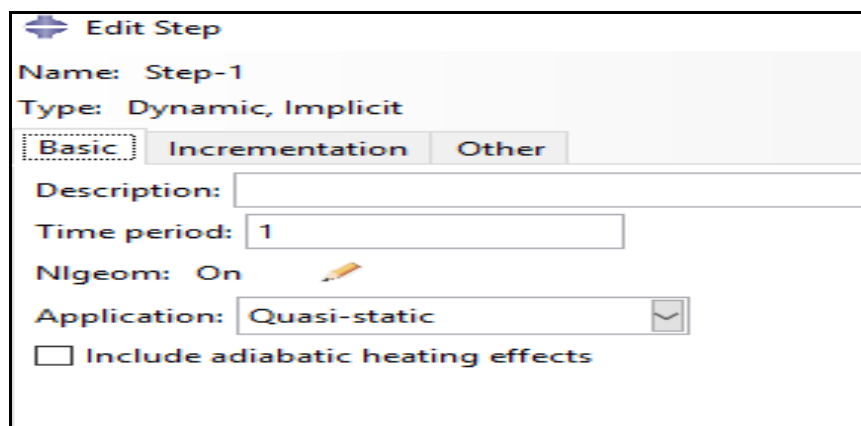 Edit Step
Name: Step-1
Type: Dynamic, Implicit
Basic Incrementation Other
Description:
Time period: 1
Nlgeom: On
Application: Quasi-static
Include adiabatic heating effects